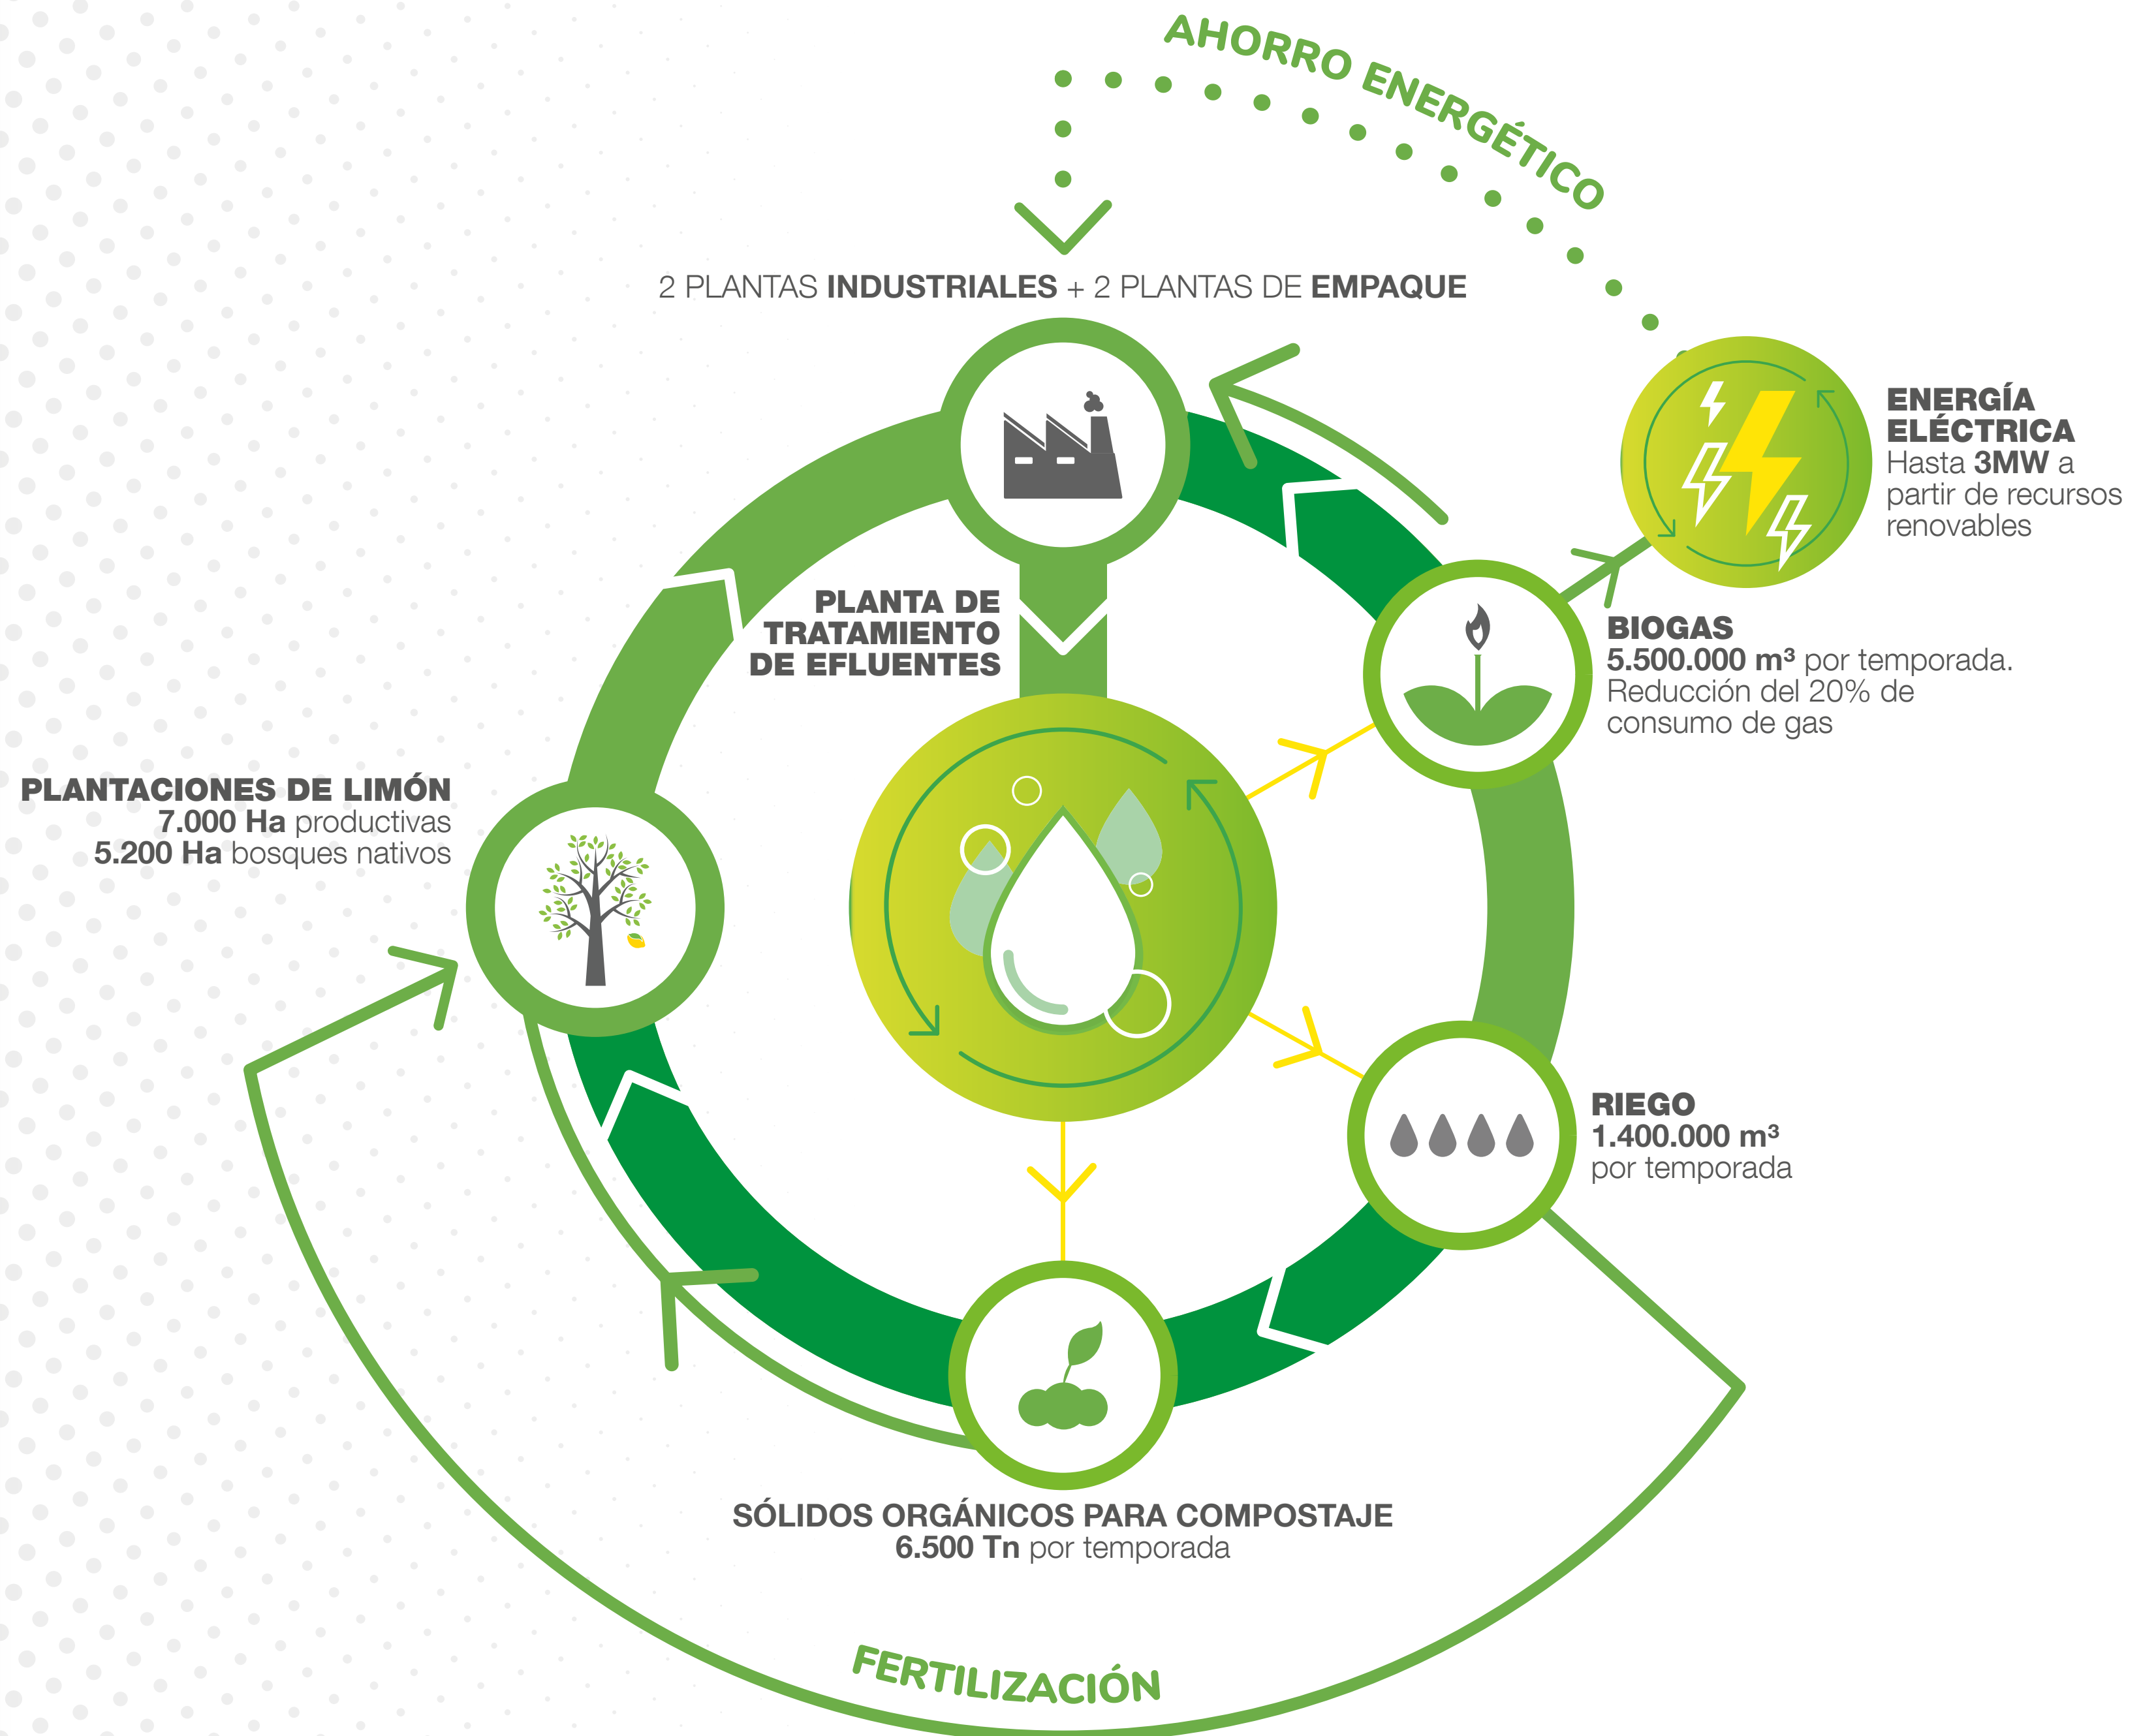 AHORRO ENERGÉTICO
2 PLANTAS INDUSTRIALES + 2 PLANTAS DE EMPAQUE
ENERGÍA
ELÉCTRICA
Hasta 3MW a
partir de recursos
renovables
PLANTA DE
TRATAMIENTO
DE EFLUENTES
BIOGAS
5.500.000 m³ por temporada.
Reducción del 20% de
consumo de gas
PLANTACIONES DE LIMÓN
7.000 Ha productivas
5.200 Ha bosques nativos
RIEGO
1.400.000 m³
por temporada
SÓLIDOS ORGÁNICOS PARA COMPOSTAJE
6.500 Tn por temporada
FERTILIZACIÓN